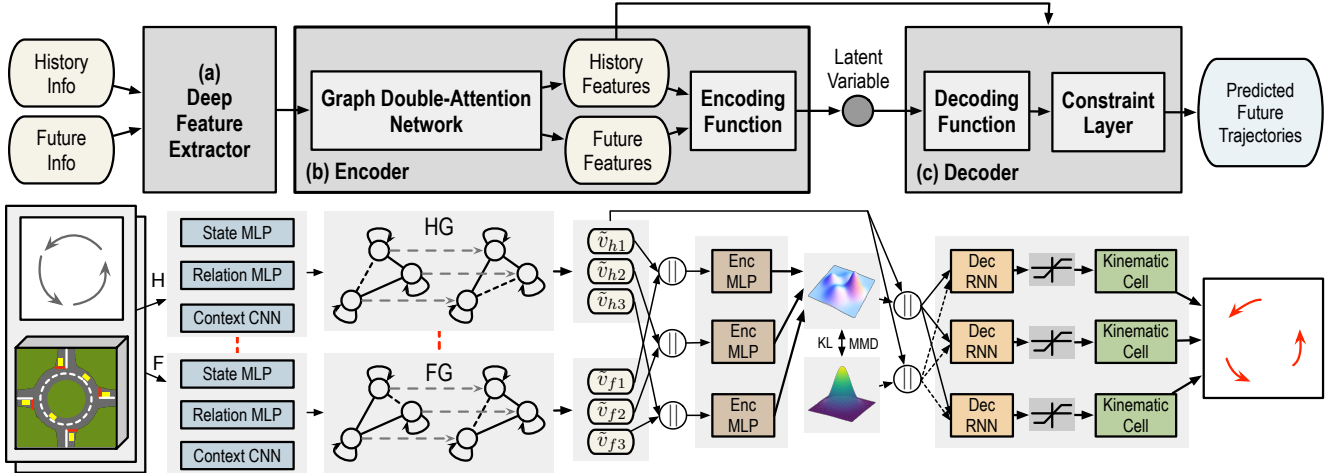 History
Info
Future
Info
(a)
Deep
Feature
Extractor
Graph Double-Attention
Network
History
Features
Future
Features
Encoding
Function
(b) Encoder
Latent
Variable
Decoding
Function
Constraint
Layer
(c) Decoder
Predicted
Future
Trajectories
H
F
State MLP
Relation MLP
Context CNN
State MLP
Relation MLP
Context CNN
HG
FG
ṽh1
ṽh2
ṽh3
ṽf1
ṽf2
ṽf3
||
||
||
Enc
MLP
Enc
MLP
Enc
MLP
KL
MMD
||
||
Dec
RNN
Dec
RNN
Dec
RNN
Kinematic
Cell
Kinematic
Cell
Kinematic
Cell